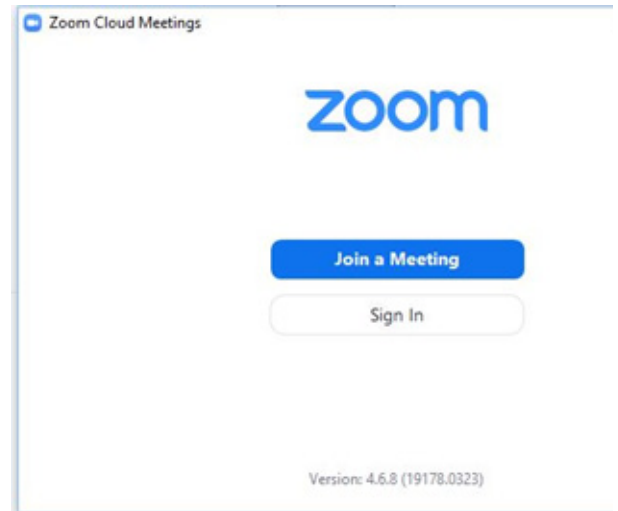 Zoom Cloud Meetings
zoom
Join a Meeting
Sign In
Version: 4.6.8 (19178.0323)